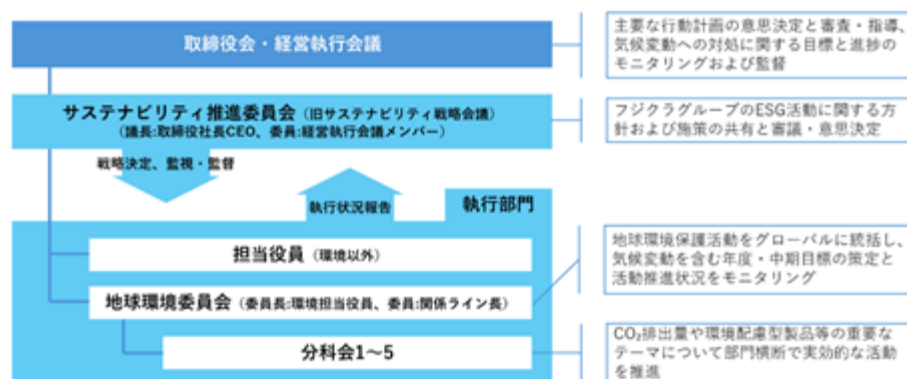 取締役会・経営執行会議
主要な行動計画の意思決定と審査・指導、
気候変動への対処に関する目標と進捗の
モニタリングおよび監督
サステナビリティ推進委員会（旧サステナビリティ戦略会議）
（議長:取締役社長CEO、委員:経営執行会議メンバー）
フジクラグループのESG活動に関する方
針および施策の共有と審議・意思決定
戦略決定、監視・監督
執行状況報告
執行部門
担当役員（環境以外）
地球環境保護活動をグローバルに統括し、
気候変動を含む年度・中期目標の策定と
活動推進状況をモニタリング
地球環境委員会（委員長:環境担当役員、委員:関係ライン長）
分科会1～5
CO₂排出量や環境配慮型製品等の重要な
テーマについて部門横断で実効的な活動
を推進